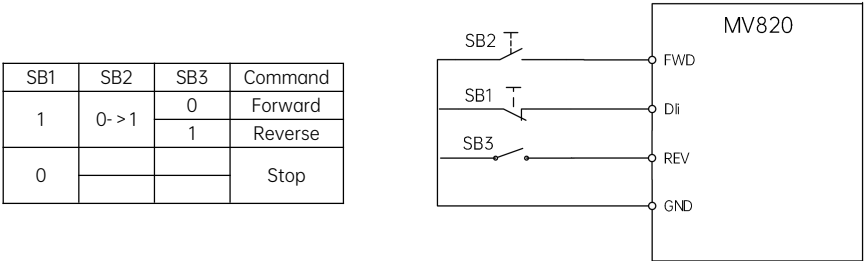 SB1 SB2 SB3 Command
1 0->1 0 Forward
1 Reverse
0 Stop
MV820
SB2 FWD
SB1 DIi
SB3 REV
GND